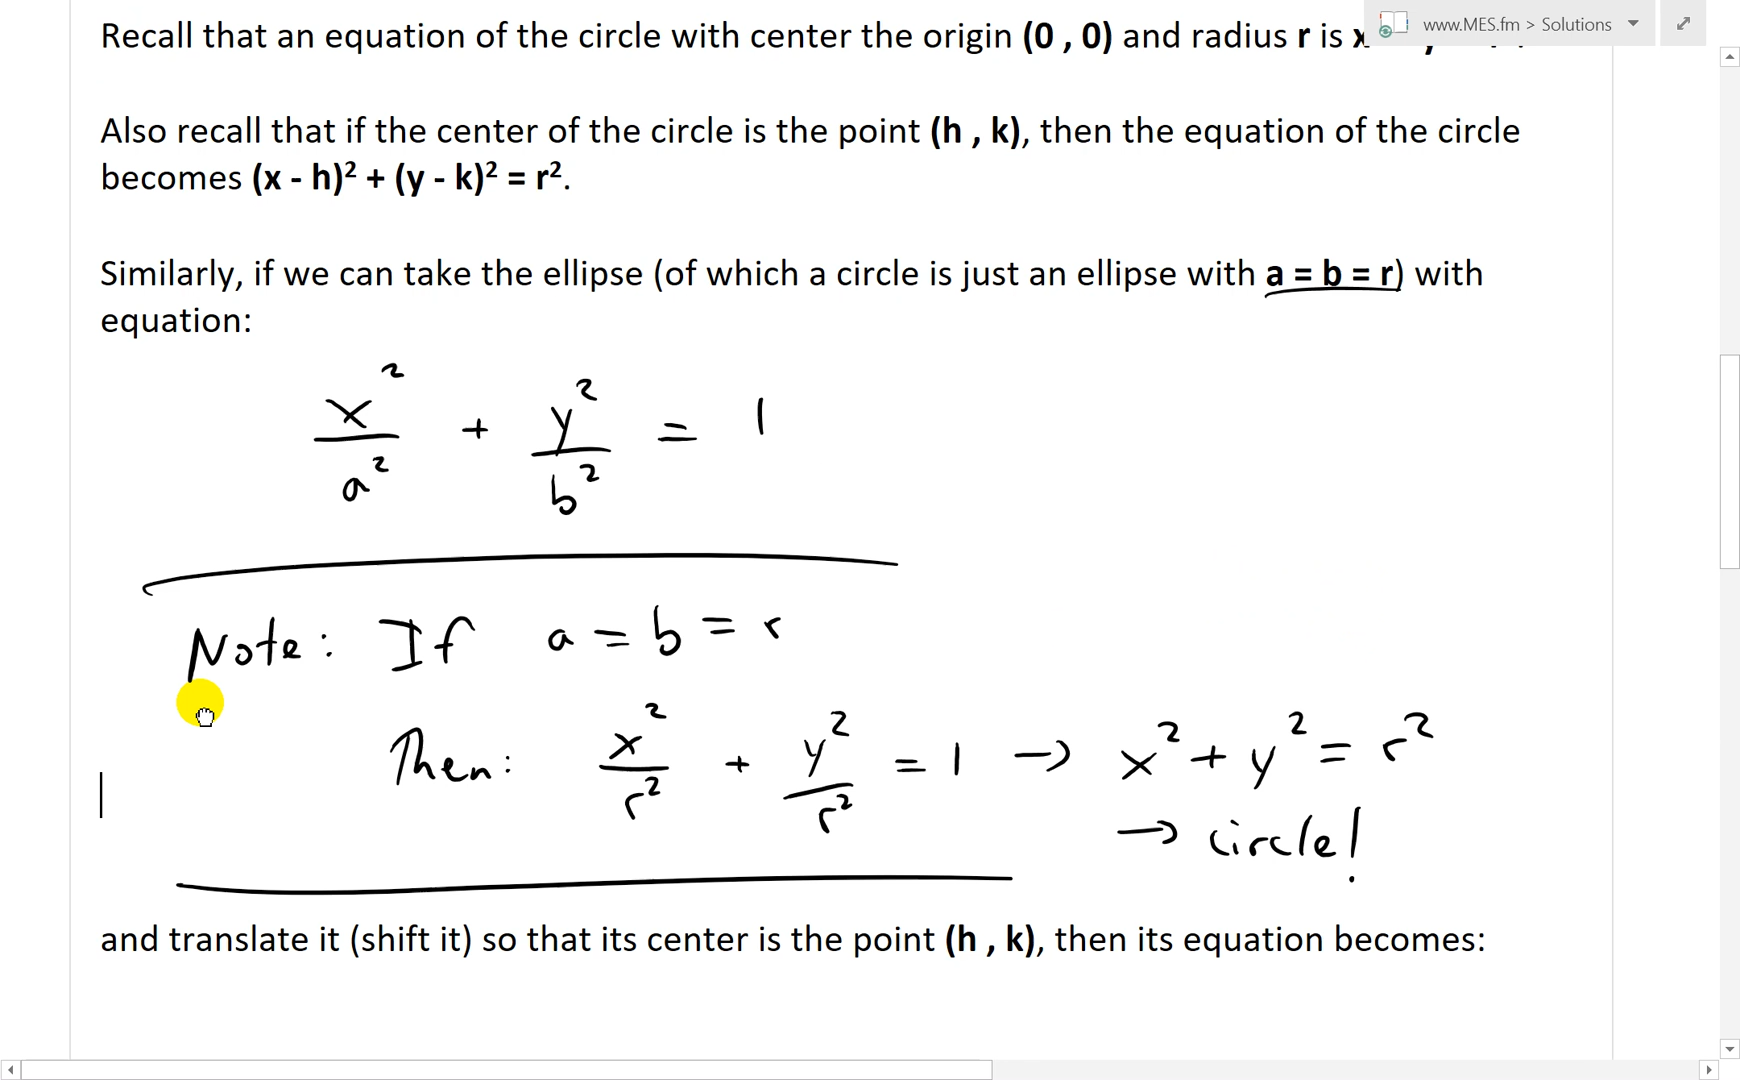 www.MES.fm > Solutions
Recall that an equation of the circle with center the origin (0 , 0) and radius r is
Also recall that if the center of the circle is the point (h , k), then the equation of the circle
becomes (x - h)² + (y - k)² = r².
Similarly, if we can take the ellipse (of which a circle is just an ellipse with a = b = r) with
equation:
x²/a² + y²/b² = 1
Note: If a = b = r
Then: x²/r² + y²/r² = 1 → x² + y² = r²
→ circle!
and translate it (shift it) so that its center is the point (h , k), then its equation becomes: